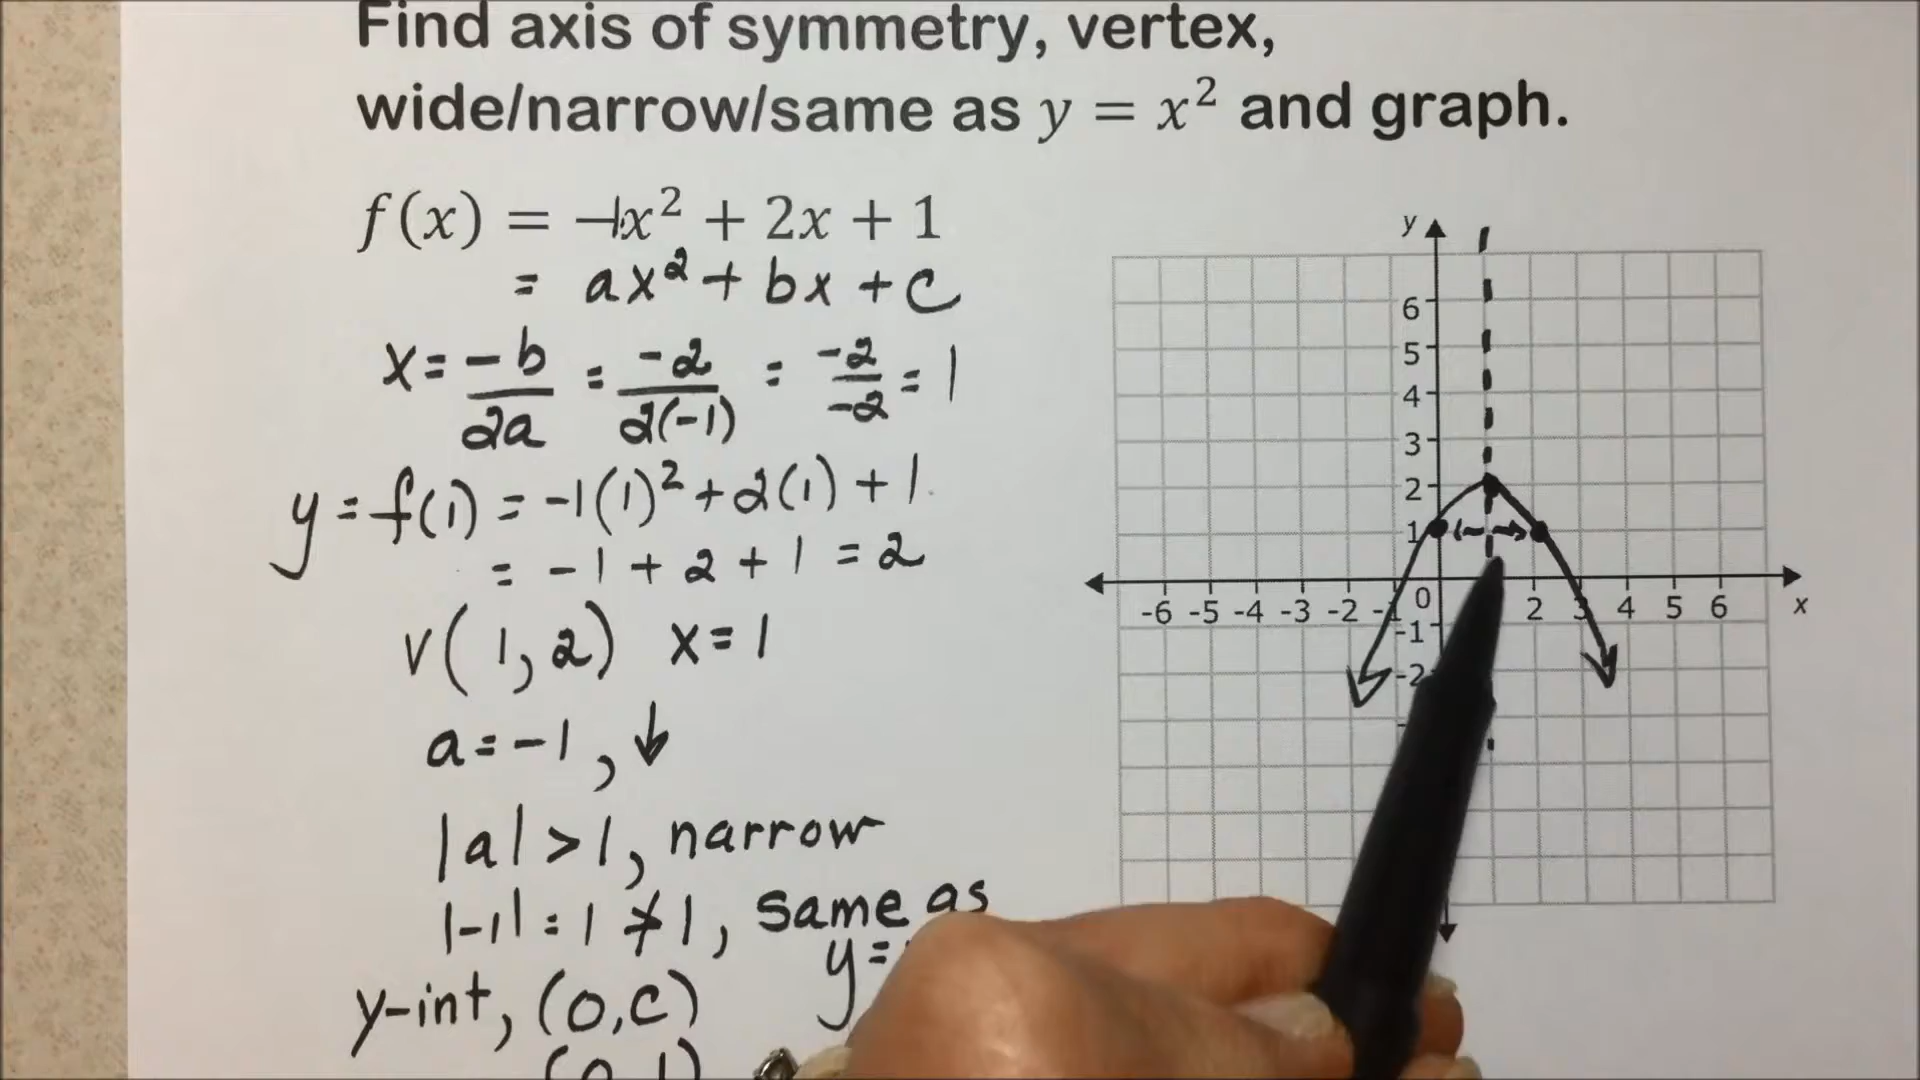 Find axis of symmetry, vertex,
wide/narrow/same as y = x² and graph.
f(x) = -1x² + 2x + 1
= ax² + bx + c
x = -b/2a = -2/2(-1) = -2/-2 = 1
y = f(1) = -1(1)² + 2(1) + 1
= -1 + 2 + 1 = 2
V(1,2) x = 1
a = -1, ↓
|a| > 1, narrow
|-1| = 1 ≯ 1, same as
y =
y-int, (0,c)
(0,1)
y
6
5
4
3
2
1
-6 -5 -4 -3 -2 -1 0 2 3 4 5 6 x
-1
-2